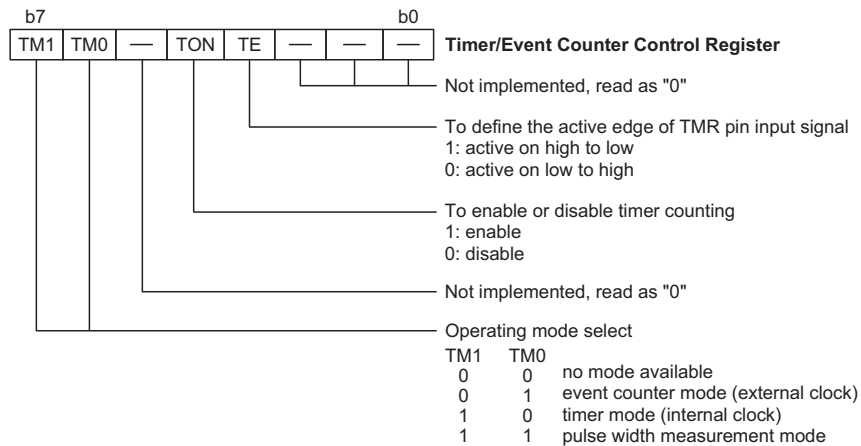 b7 b0
TM1 TM0 — TON TE — — — Timer/Event Counter Control Register
Not implemented, read as "0"
To define the active edge of TMR pin input signal
1: active on high to low
0: active on low to high
To enable or disable timer counting
1: enable
0: disable
Not implemented, read as "0"
Operating mode select
TM1 TM0
0 0 no mode available
0 1 event counter mode (external clock)
1 0 timer mode (internal clock)
1 1 pulse width measurement mode